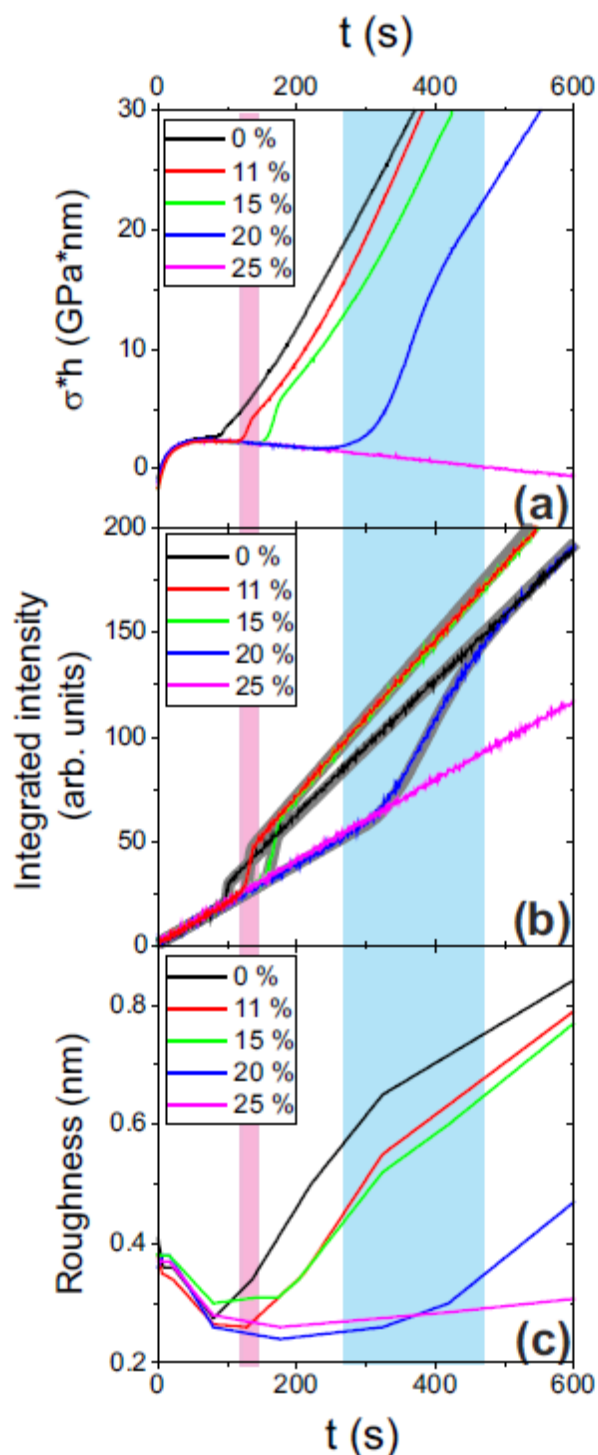 t (s)
0 200 400 600
30
20
10
0
σ*h (GPa*nm)
0 %
11 %
15 %
20 %
25 %
(a)
200
150
100
50
0
Integrated intensity
(arb. units)
0 %
11 %
15 %
20 %
25 %
(b)
0.8
0.6
0.4
0.2
Roughness (nm)
0 %
11 %
15 %
20 %
25 %
(c)
0 200 400 600
t (s)